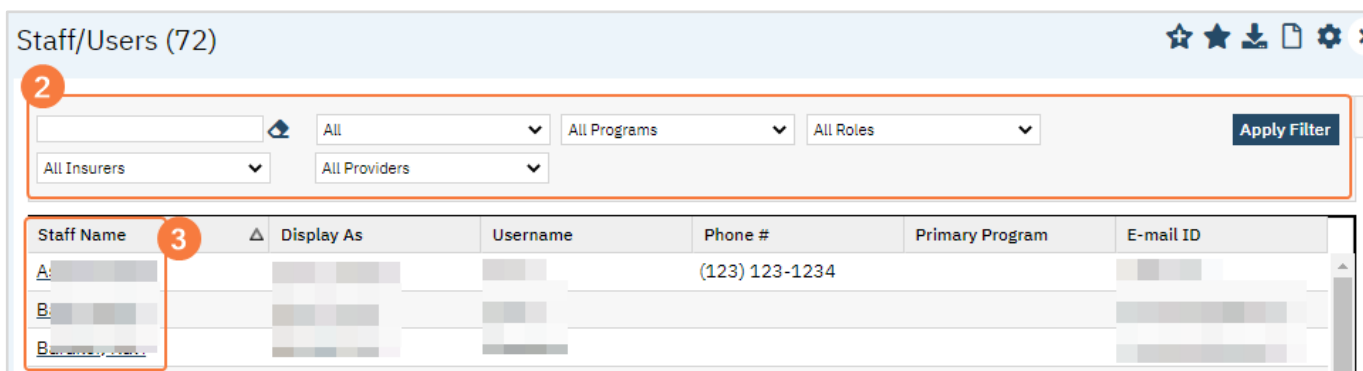 Staff/Users (72)
2
All All Programs All Roles Apply Filter
All Insurers All Providers
Staff Name 3 Display As Username Phone # Primary Program E-mail ID
(123) 123-1234